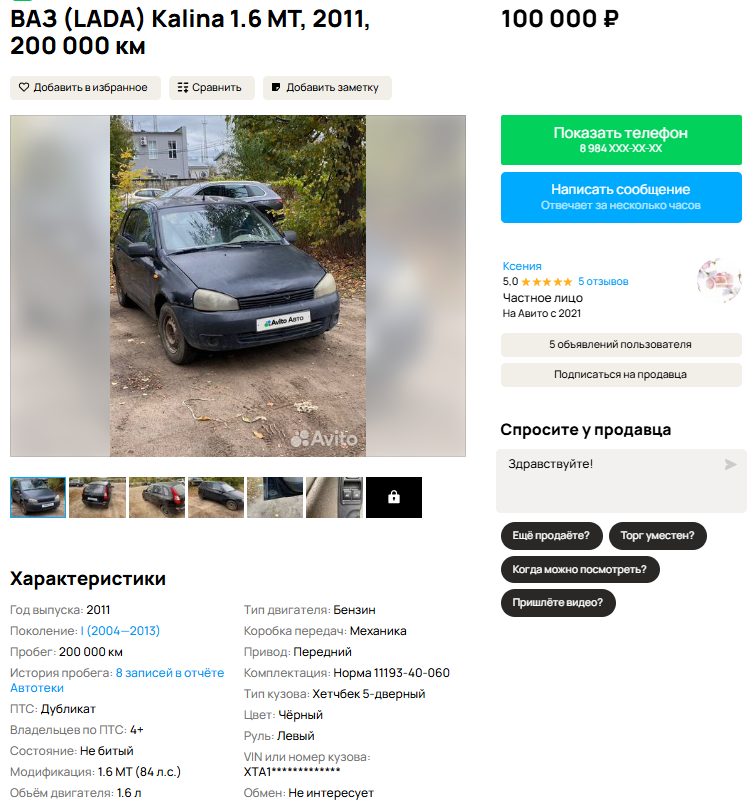 ВАЗ (LADA) Kalina 1.6 MT, 2011,
200 000 км
100 000 ₽
Добавить в избранное
Сравнить
Добавить заметку
Показать телефон
8 984 XXX-XX-XX
Написать сообщение
Отвечает за несколько часов
Avito Авто
Avito
Ксения
5,0 ★★★★★ 5 отзывов
Частное лицо
На Авито с 2021
5 объявлений пользователя
Подписаться на продавца
Спросите у продавца
Здравствуйте!
Ещё продаёте?
Торг уместен?
Когда можно посмотреть?
Пришлёте видео?
Характеристики
Год выпуска: 2011
Поколение: I (2004—2013)
Пробег: 200 000 км
История пробега: 8 записей в отчёте
Автотеки
ПТС: Дубликат
Владельцев по ПТС: 4+
Состояние: Не битый
Модификация: 1.6 MT (84 л.с.)
Объём двигателя: 1.6 л
Тип двигателя: Бензин
Коробка передач: Механика
Привод: Передний
Комплектация: Норма 11193-40-060
Тип кузова: Хетчбек 5-дверный
Цвет: Чёрный
Руль: Левый
VIN или номер кузова:
XTA1*************
Обмен: Не интересует